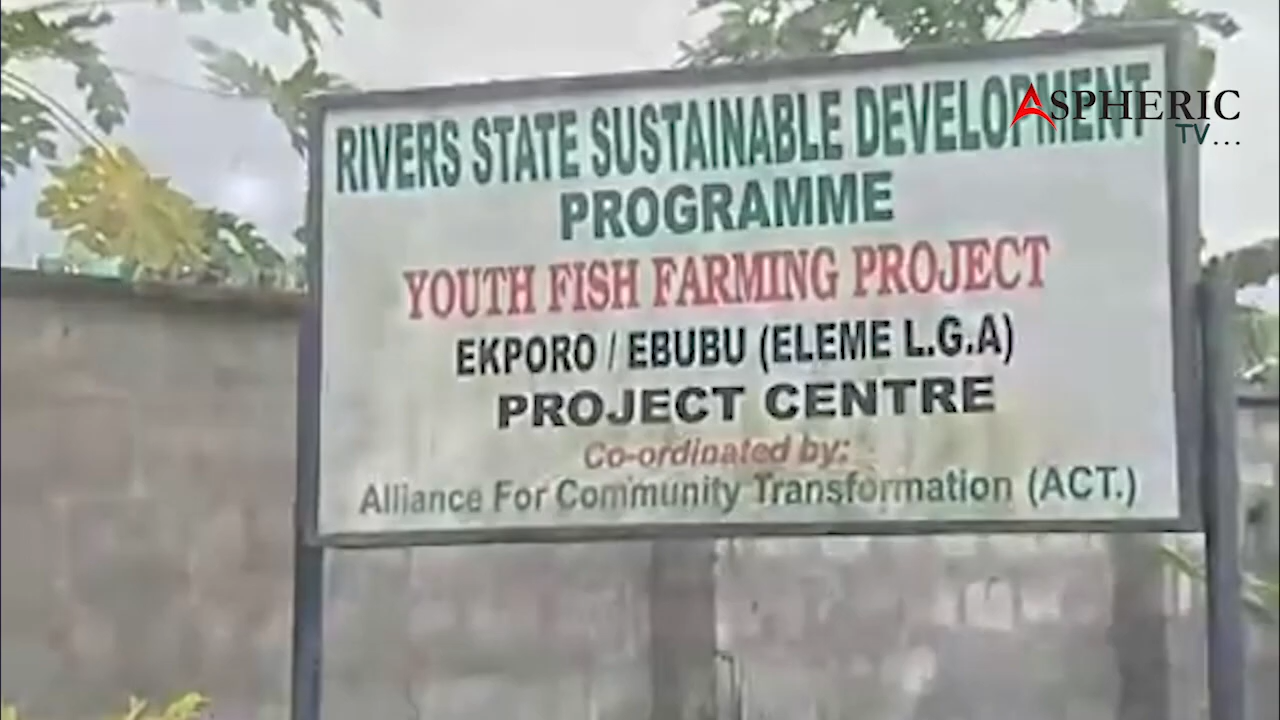 RIVERS STATE SUSTAINABLE DEVELOPMENT
PROGRAMME
YOUTH FISH FARMING PROJECT
EKPORO / EBUBU (ELEME L.G.A)
PROJECT CENTRE
Co-ordinated by:
Alliance For Community Transformation (ACT.)
ASPHERIC
TV...